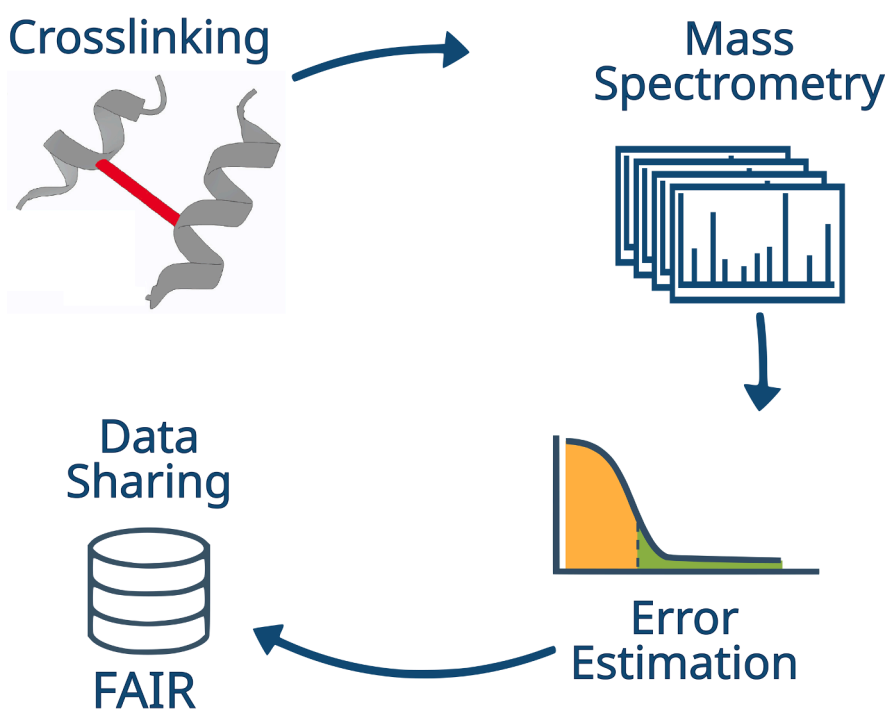 Crosslinking
Mass
Spectrometry
Error
Estimation
Data
Sharing
FAIR